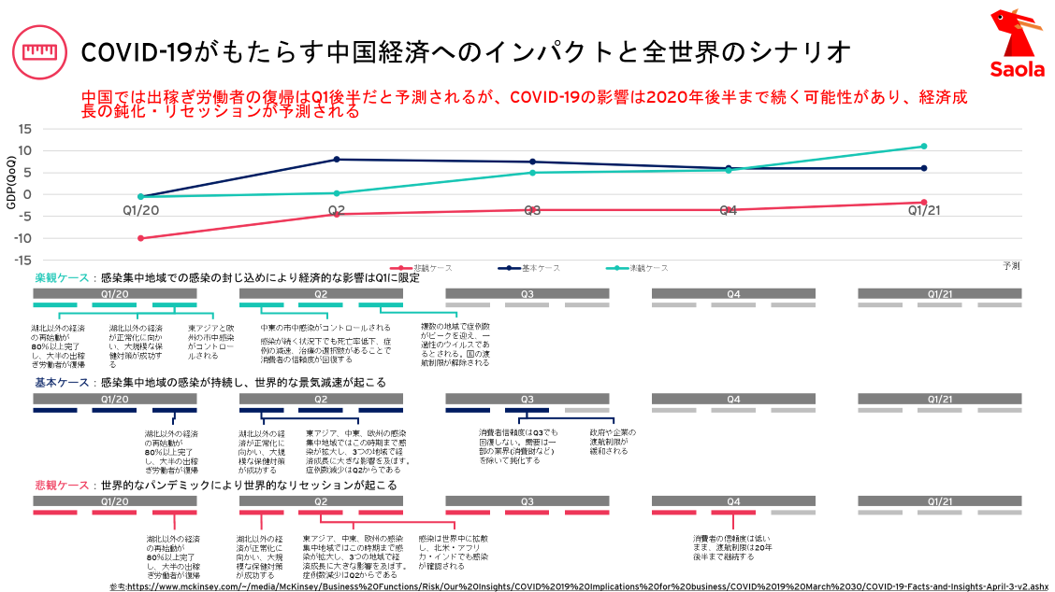 COVID-19がもたらす中国経済へのインパクトと全世界のシナリオ
Saola
中国では出稼ぎ労働者の復帰はQ1後半だと予測されるが、COVID-19の影響は2020年後半まで続く可能性があり、経済成
長の鈍化・リセッションが予測される
GDP(QoQ)
15
10
5
0
-5
-10
-15
Q1/20
Q2
Q3
Q4
Q1/21
悲観ケース
基本ケース
楽観ケース
予測
楽観ケース：感染集中地域での感染の封じ込めにより経済的な影響はQ1に限定
Q1/20
Q2
Q3
Q4
Q1/21
湖北以外の経済
の再始動が
80%以上完了
し、大半の出稼
ぎ労働者が復帰
湖北以外の経済
が正常化に向か
い、大規模な保
健対策が成功す
る
東アジアと欧
州の市中感染
がコントロー
ルされる
中東の市中感染がコントロールされる
感染が続く状況下でも死亡率低下、症
例の減速、治療の選択肢があることで
消費者の信頼度が回復する
複数の地域で症例数
がピークを迎え、一
過性のウイルスであ
るとされる。国の渡
航制限が解除される
基本ケース：感染集中地域の感染が持続し、世界的な景気減速が起こる
Q1/20
Q2
Q3
Q4
Q1/21
湖北以外の経済
の再始動が
80%以上完了
し、大半の出稼
ぎ労働者が復帰
湖北以外の経
済が正常化に
向かい、大規
模な保健対策
が成功する
東アジア、中東、欧州の感染
集中地域ではこの時期まで感
染が拡大し、3つの地域で経
済成長に大きな影響を及ぼす。
症例数減少はQ2からである
消費者信頼度はQ3でも
回復しない。需要は一
部の業界(消費財など)
を除いて鈍化する
政府や企業の
渡航制限が
緩和される
悲観ケース：世界的なパンデミックにより世界的なリセッションが起こる
Q1/20
Q2
Q3
Q4
Q1/21
湖北以外の経済
の再始動が
80%以上完了
し、大半の出稼
ぎ労働者が復帰
湖北以外の経
済が正常化に
向かい、大規
模な保健対策
が成功する
東アジア、中東、欧州の感染
集中地域ではこの時期まで感
染が拡大し、3つの地域で経
済成長に大きな影響を及ぼす。
症例数減少はQ2からである
感染は世界中に拡散
し、北米・アフリ
カ・インドでも感染
が確認される
消費者の信頼度は低い
まま、渡航制限は20年
後半まで継続する
参考:https://www.mckinsey.com/~/media/McKinsey/Business%20Functions/Risk/Our%20Insights/COVID%2019%20Implications%20for%20business/COVID%2019%20March%2030/COVID-19-Facts-and-Insights-April-3-v2.ashx